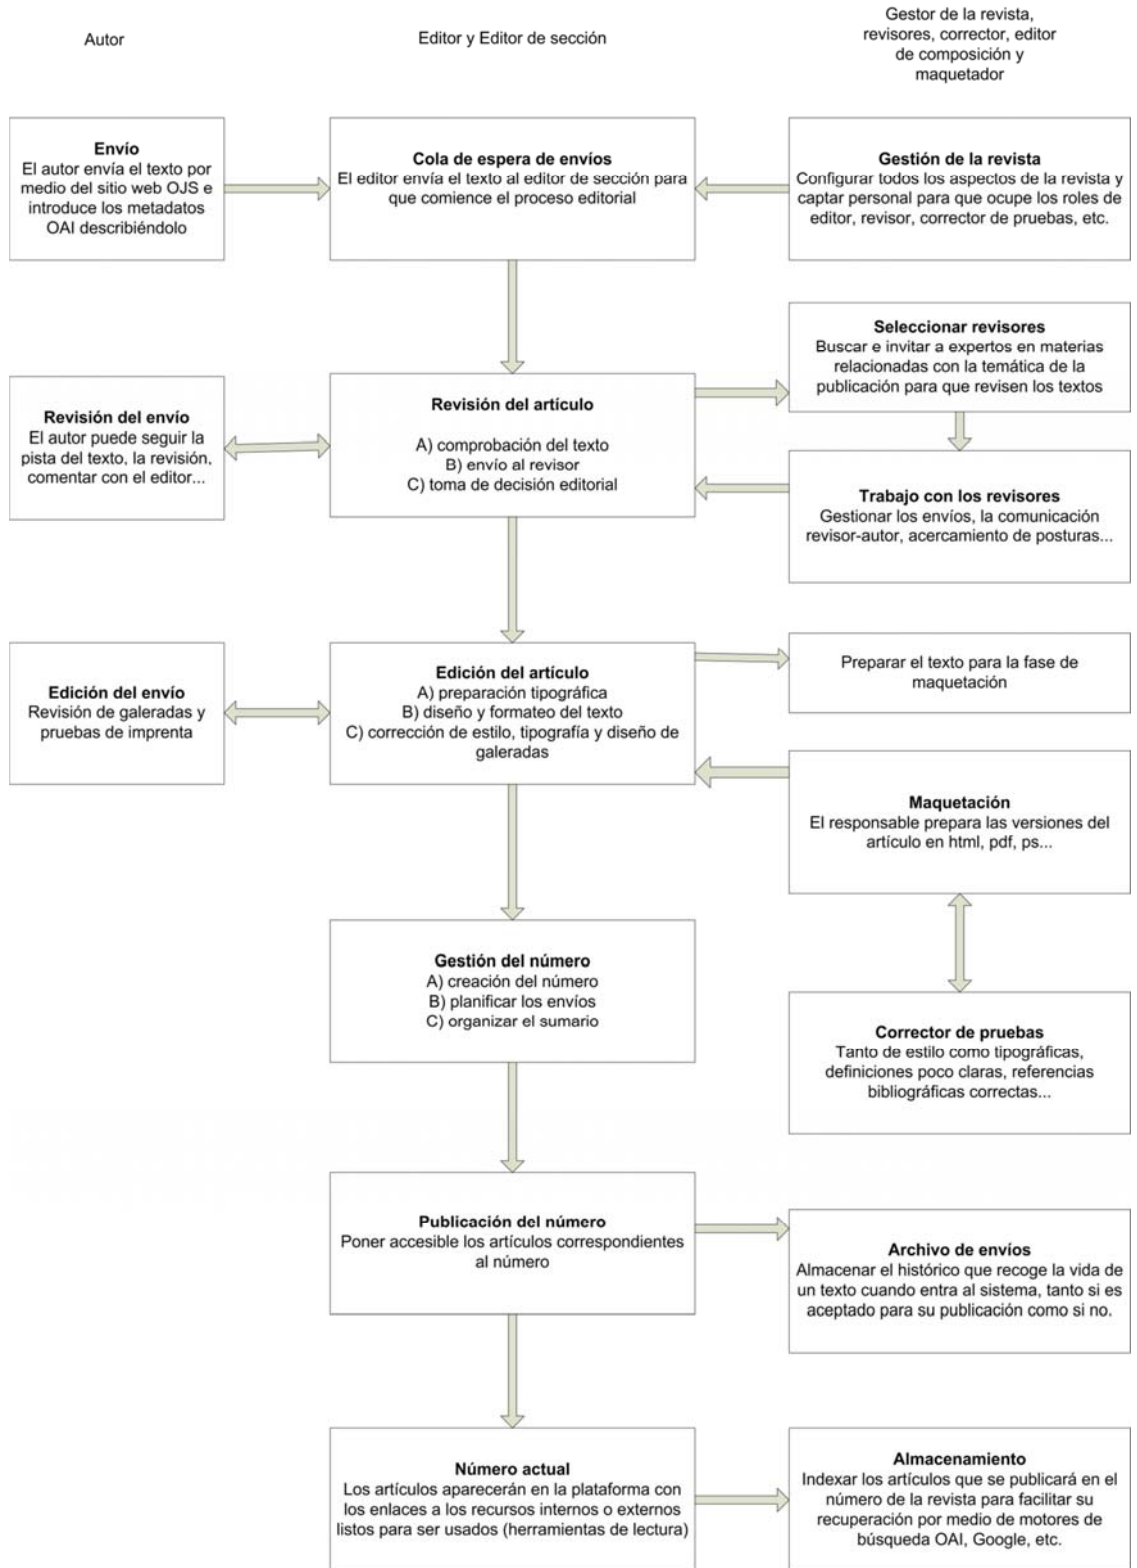 Autor
Editor y Editor de sección
Gestor de la revista,
revisores, corrector, editor
de composición y
maquetador
Envío
El autor envía el texto por
medio del sitio web OJS e
introduce los metadatos
OAI describiéndolo
Cola de espera de envíos
El editor envía el texto al editor de sección para
que comience el proceso editorial
Gestión de la revista
Configurar todos los aspectos de la revista y
captar personal para que ocupe los roles de
editor, revisor, corrector de pruebas, etc.
Seleccionar revisores
Buscar e invitar a expertos en materias
relacionadas con la temática de la
publicación para que revisen los textos
Revisión del envío
El autor puede seguir la
pista del texto, la revisión,
comentar con el editor...
Revisión del artículo
A) comprobación del texto
B) envío al revisor
C) toma de decisión editorial
Trabajo con los revisores
Gestionar los envíos, la comunicación
revisor-autor, acercamiento de posturas...
Edición del envío
Revisión de galeradas y
pruebas de imprenta
Edición del artículo
A) preparación tipográfica
B) diseño y formateo del texto
C) corrección de estilo, tipografía y diseño de
galeradas
Preparar el texto para la fase de
maquetación
Maquetación
El responsable prepara las versiones del
artículo en html, pdf, ps...
Gestión del número
A) creación del número
B) planificar los envíos
C) organizar el sumario
Corrector de pruebas
Tanto de estilo como tipográficas,
definiciones poco claras, referencias
bibliográficas correctas...
Publicación del número
Poner accesible los artículos correspondientes
al número
Archivo de envíos
Almacenar el histórico que recoge la vida de
un texto cuando entra al sistema, tanto si es
aceptado para su publicación como si no.
Número actual
Los artículos aparecerán en la plataforma con
los enlaces a los recursos internos o externos
listos para ser usados (herramientas de lectura)
Almacenamiento
Indexar los artículos que se publicará en el
número de la revista para facilitar su
recuperación por medio de motores de
búsqueda OAI, Google, etc.